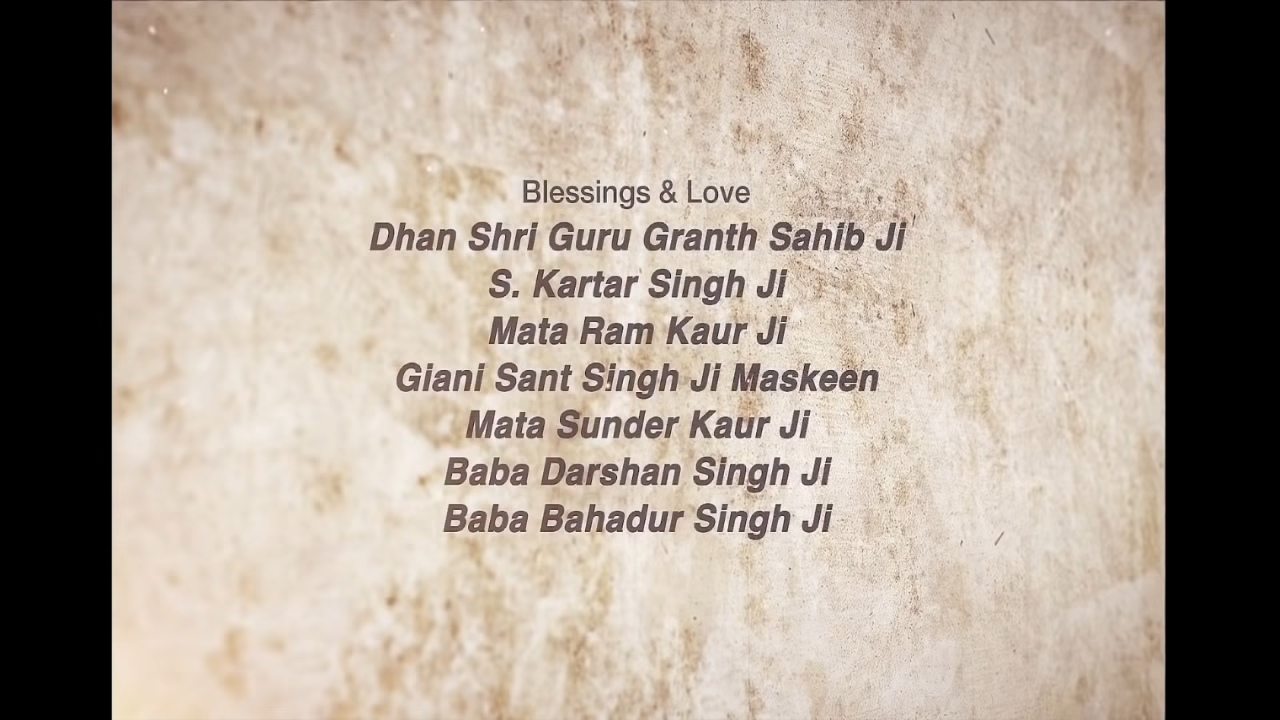 Blessings & Love
Dhan Shri Guru Granth Sahib Ji
S. Kartar Singh Ji
Mata Ram Kaur Ji
Giani Sant Singh Ji Maskeen
Mata Sunder Kaur Ji
Baba Darshan Singh Ji
Baba Bahadur Singh Ji